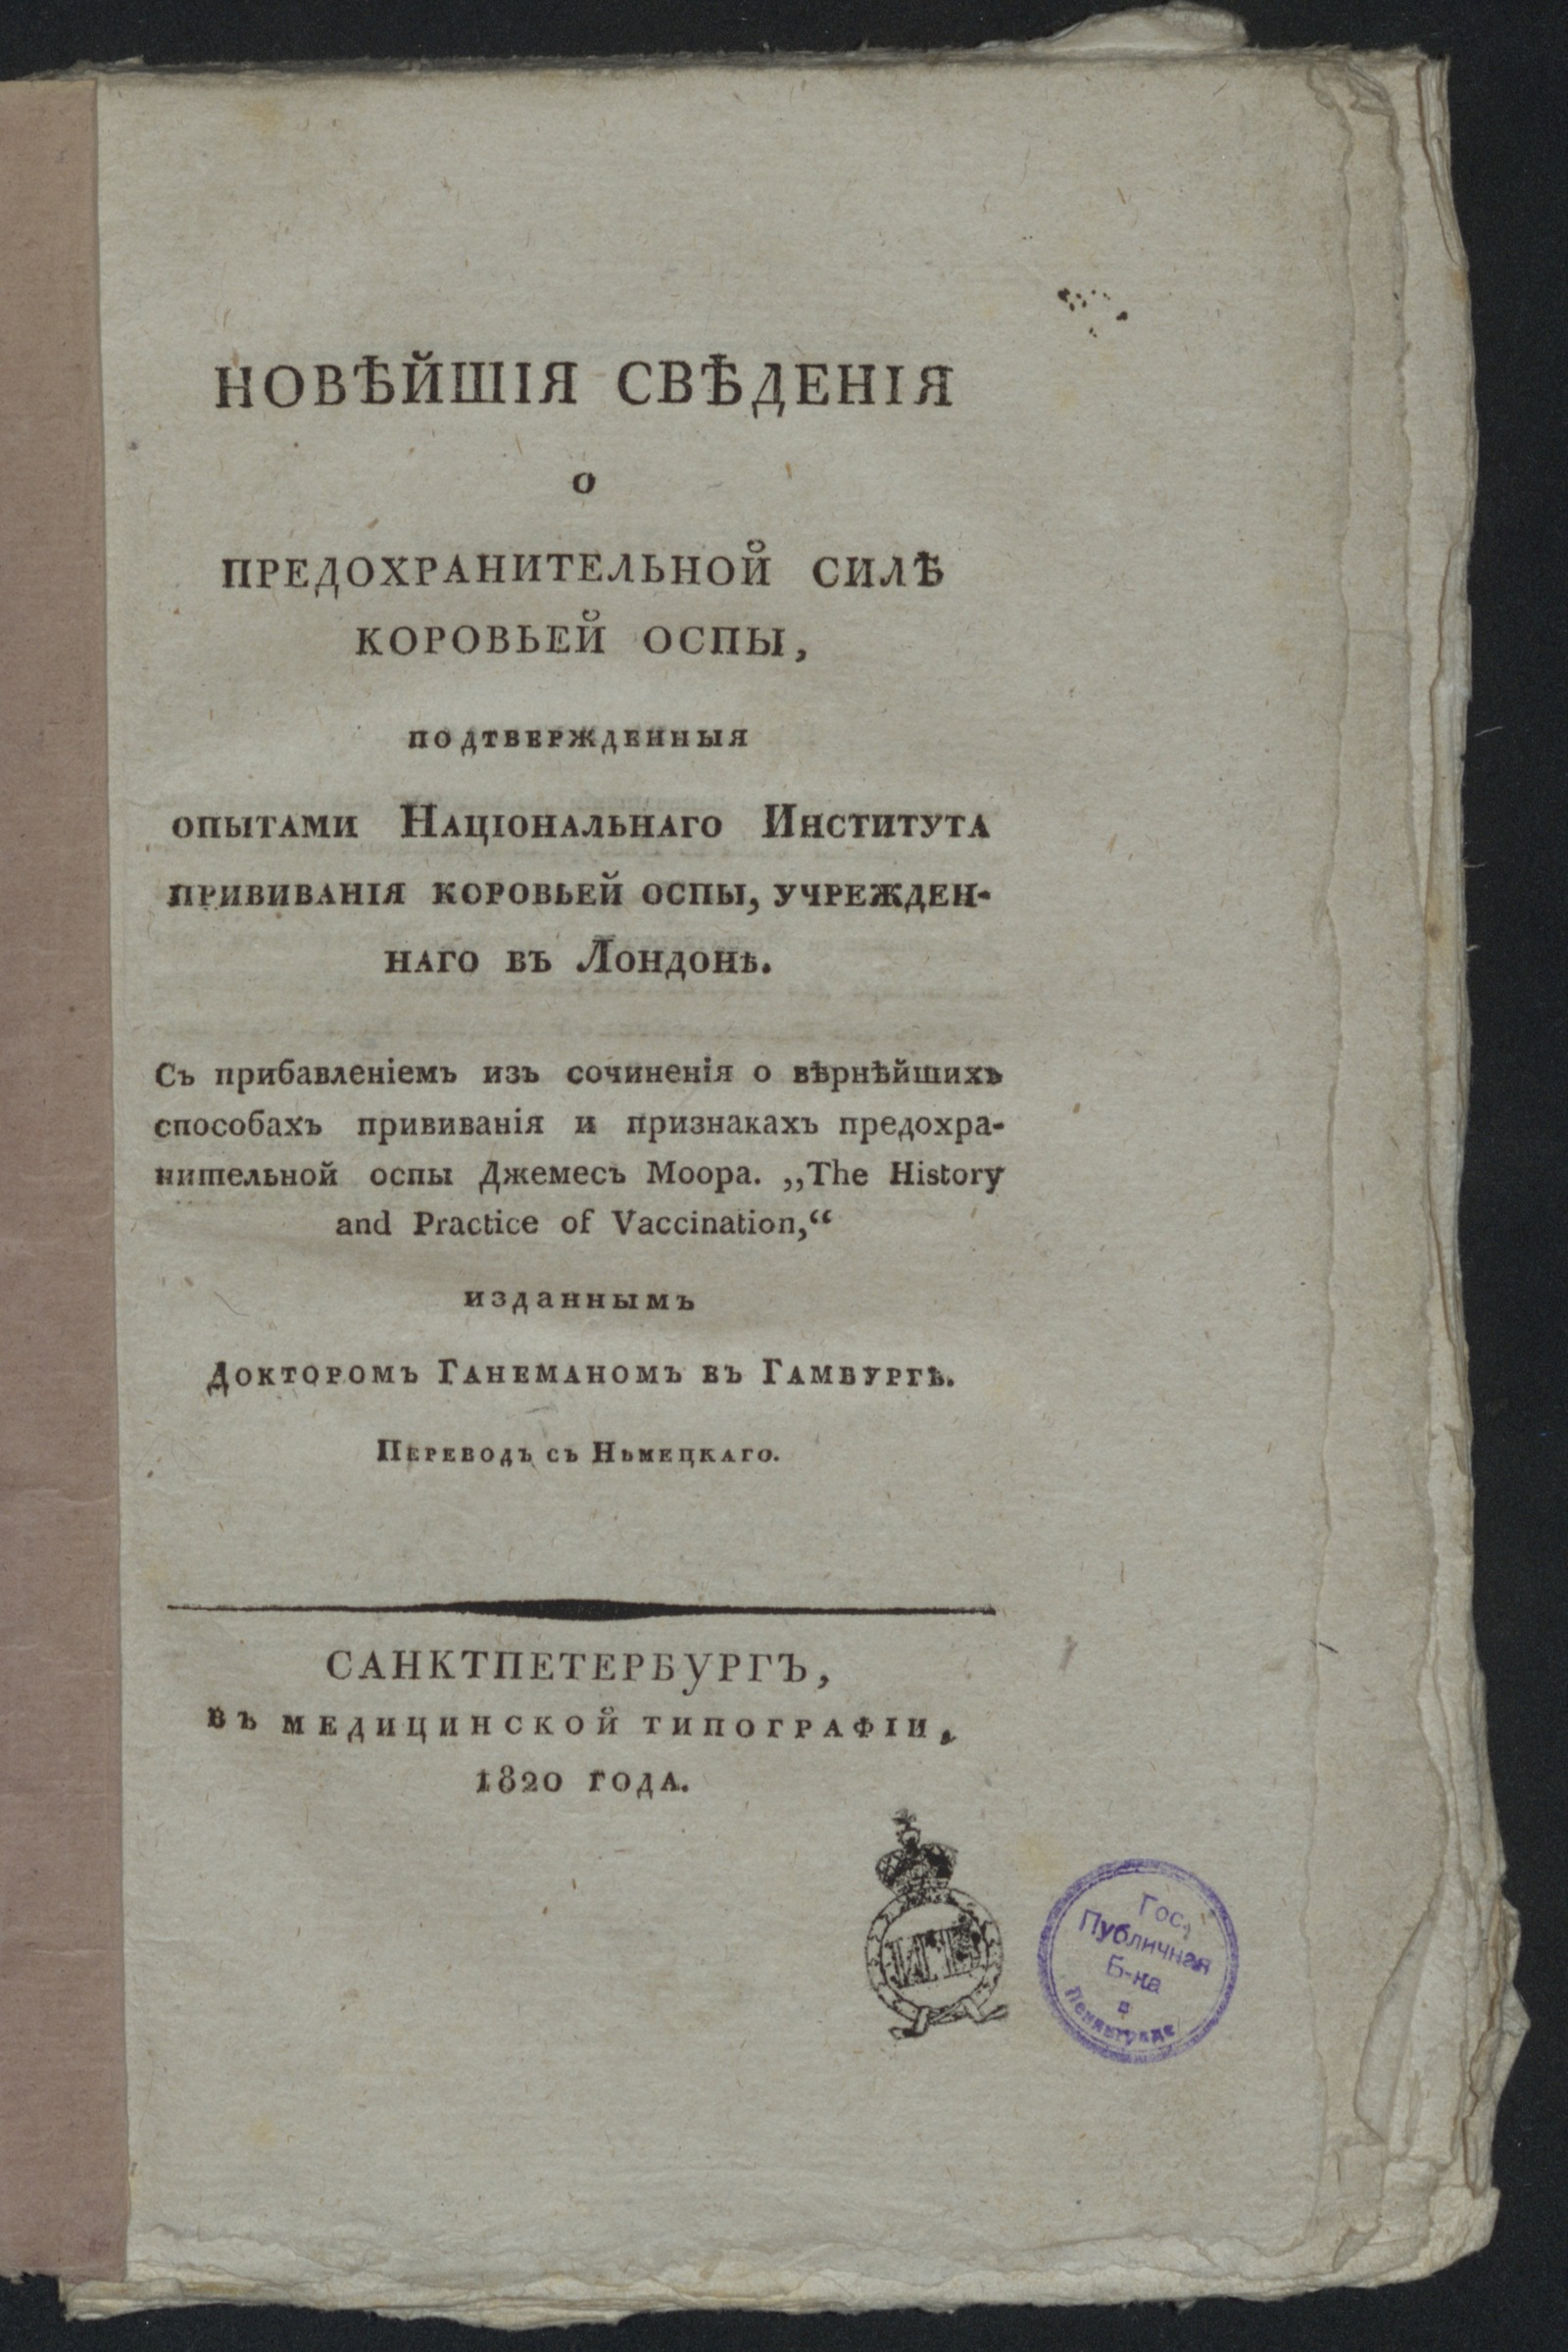 НОВѢЙШІЯ СВѢДЕНІЯ
О
ПРЕДОХРАНИТЕЛЬНОЙ СИЛѢ
КОРОВЬЕЙ ОСПЫ,
ПОДТВЕРЖДЕННЫЯ
ОПЫТАМИ НАЦІОНАЛЬНАГО ИНСТИТУТА
ПРИВИВАНІЯ КОРОВЬЕЙ ОСПЫ, УЧРЕЖДЕН-
НАГО ВЪ ЛОНДОНѢ.
Съ прибавленіемъ изъ сочиненія о вѣрнѣйшихъ
способахъ прививанія и признакахъ предохра-
нительной оспы Джемесъ Моора. „The History
and Practice of Vaccination,“
изданнымъ
ДОКТОРОМЪ ГАНЕМАНОМЪ ВЪ ГАМБУРГѢ.
ПЕРЕВОДЪ СЪ НѢМЕЦКАГО.
САНКТПЕТЕРБУРГЪ,
ВЪ МЕДИЦИНСКОЙ ТИПОГРАФІИ,
1820 ГОДА.
Гос.
Публичная
Б-ка
в
Ленинграде